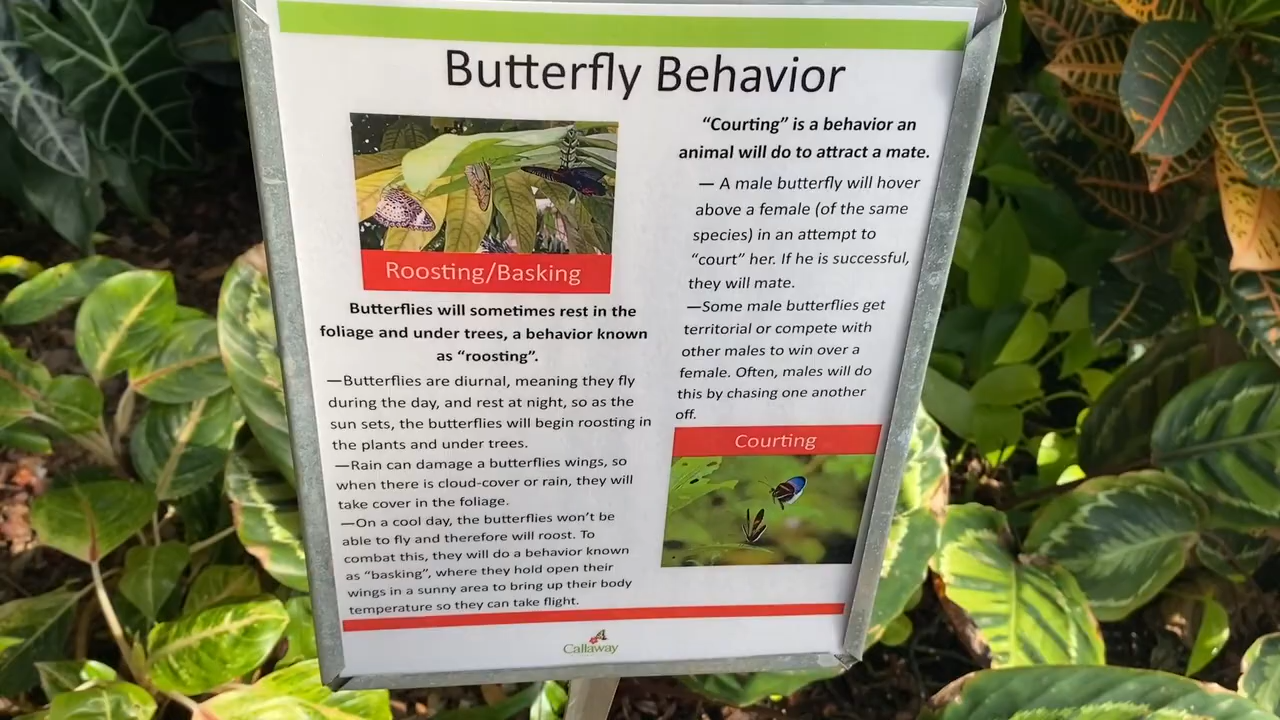 Butterfly Behavior
Roosting/Basking
Butterflies will sometimes rest in the
foliage and under trees, a behavior known
as “roosting”.
—Butterflies are diurnal, meaning they fly
during the day, and rest at night, so as the
sun sets, the butterflies will begin roosting in
the plants and under trees.
—Rain can damage a butterflies wings, so
when there is cloud-cover or rain, they will
take cover in the foliage.
—On a cool day, the butterflies won’t be
able to fly and therefore will roost. To
combat this, they will do a behavior known
as “basking”, where they hold open their
wings in a sunny area to bring up their body
temperature so they can take flight.
“Courting” is a behavior an
animal will do to attract a mate.
— A male butterfly will hover
above a female (of the same
species) in an attempt to
“court” her. If he is successful,
they will mate.
—Some male butterflies get
territorial or compete with
other males to win over a
female. Often, males will do
this by chasing one another
off.
Courting
Callaway